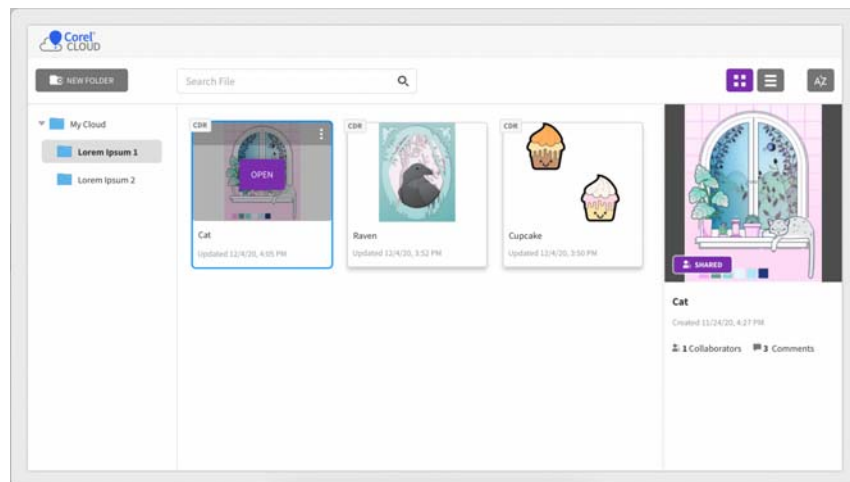 Corel
CLOUD
NEW FOLDER
Search File
AZ
My Cloud
Lorem Ipsum 1
Lorem Ipsum 2
CDR
OPEN
Cat
Updated 12/4/20, 4:05 PM
CDR
Raven
Updated 12/4/20, 3:52 PM
CDR
Cupcake
Updated 12/4/20, 3:50 PM
SHARED
Cat
Created 11/24/20, 4:27 PM
1 Collaborators 3 Comments